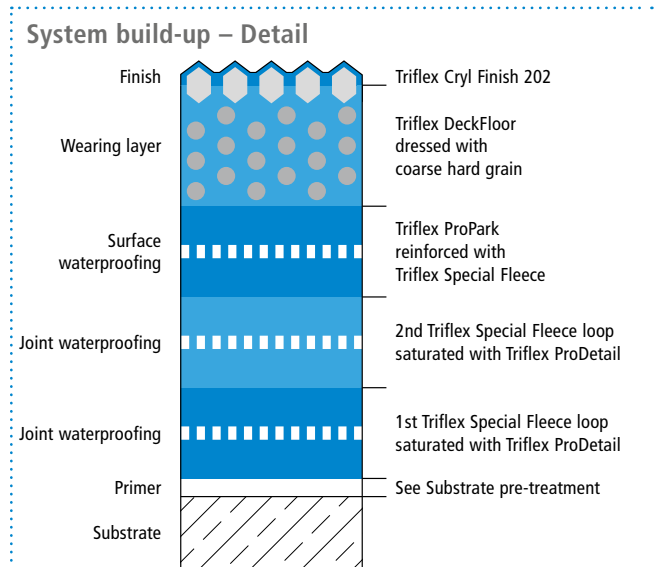 System build-up – Detail
Finish
Triflex Cryl Finish 202
Wearing layer
Triflex DeckFloor
dressed with
coarse hard grain
Surface
waterproofing
Triflex ProPark
reinforced with
Triflex Special Fleece
Joint waterproofing
2nd Triflex Special Fleece loop
saturated with Triflex ProDetail
Joint waterproofing
1st Triflex Special Fleece loop
saturated with Triflex ProDetail
Primer
See Substrate pre-treatment
Substrate